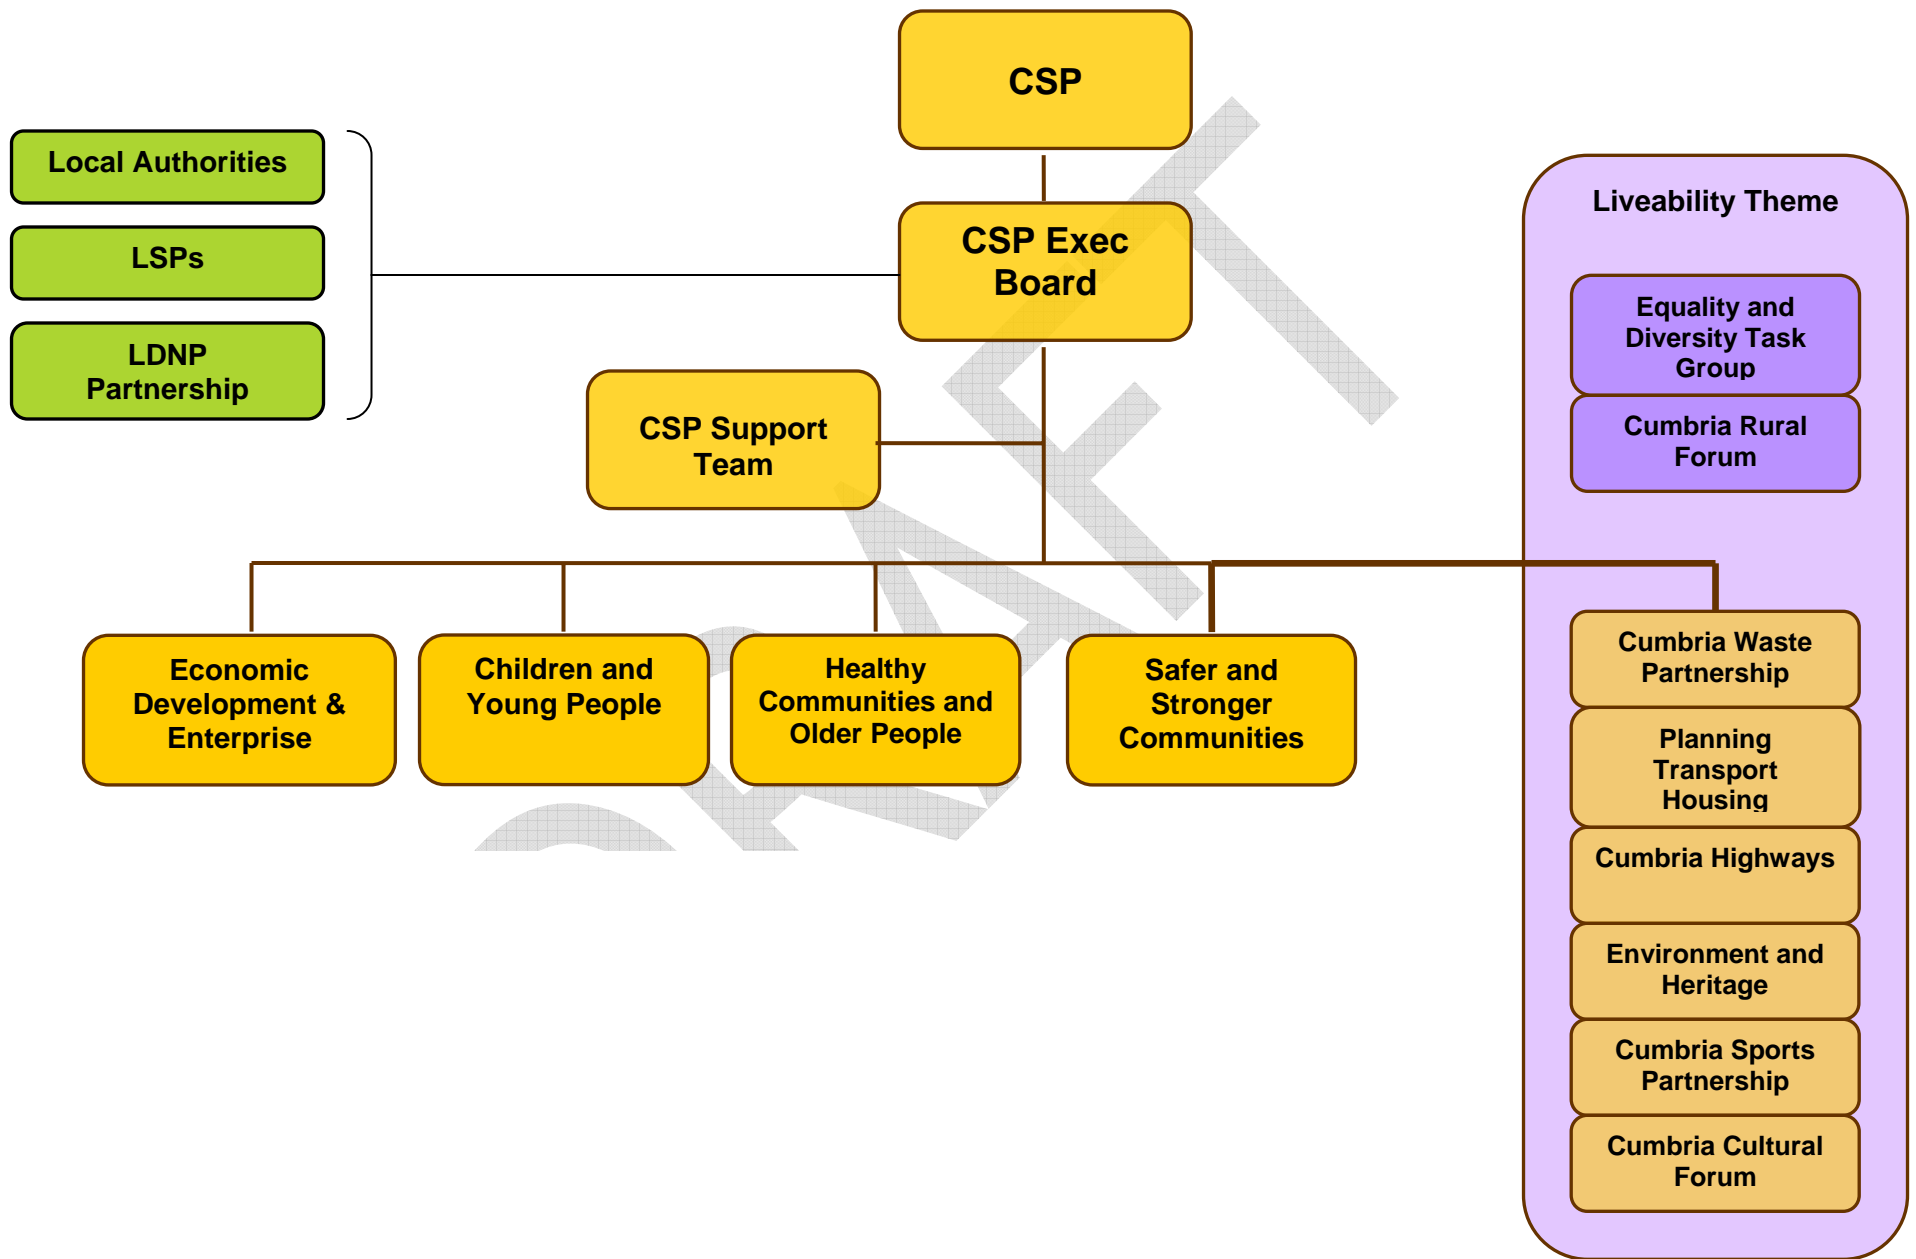 CSP
Local Authorities
LSPs
LDNP
Partnership
CSP Exec
Board
CSP Support
Team
Economic
Development &
Enterprise
Children and
Young People
Healthy
Communities and
Older People
Safer and
Stronger
Communities
Liveability Theme
Equality and
Diversity Task
Group
Cumbria Rural
Forum
Cumbria Waste
Partnership
Planning
Transport
Housing
Cumbria Highways
Environment and
Heritage
Cumbria Sports
Partnership
Cumbria Cultural
Forum
DRAFT